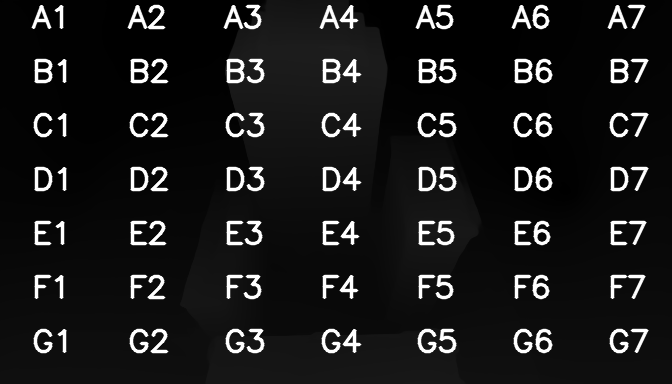 A1 A2 A3 A4 A5 A6 A7
B1 B2 B3 B4 B5 B6 B7
C1 C2 C3 C4 C5 C6 C7
D1 D2 D3 D4 D5 D6 D7
E1 E2 E3 E4 E5 E6 E7
F1 F2 F3 F4 F5 F6 F7
G1 G2 G3 G4 G5 G6 G7